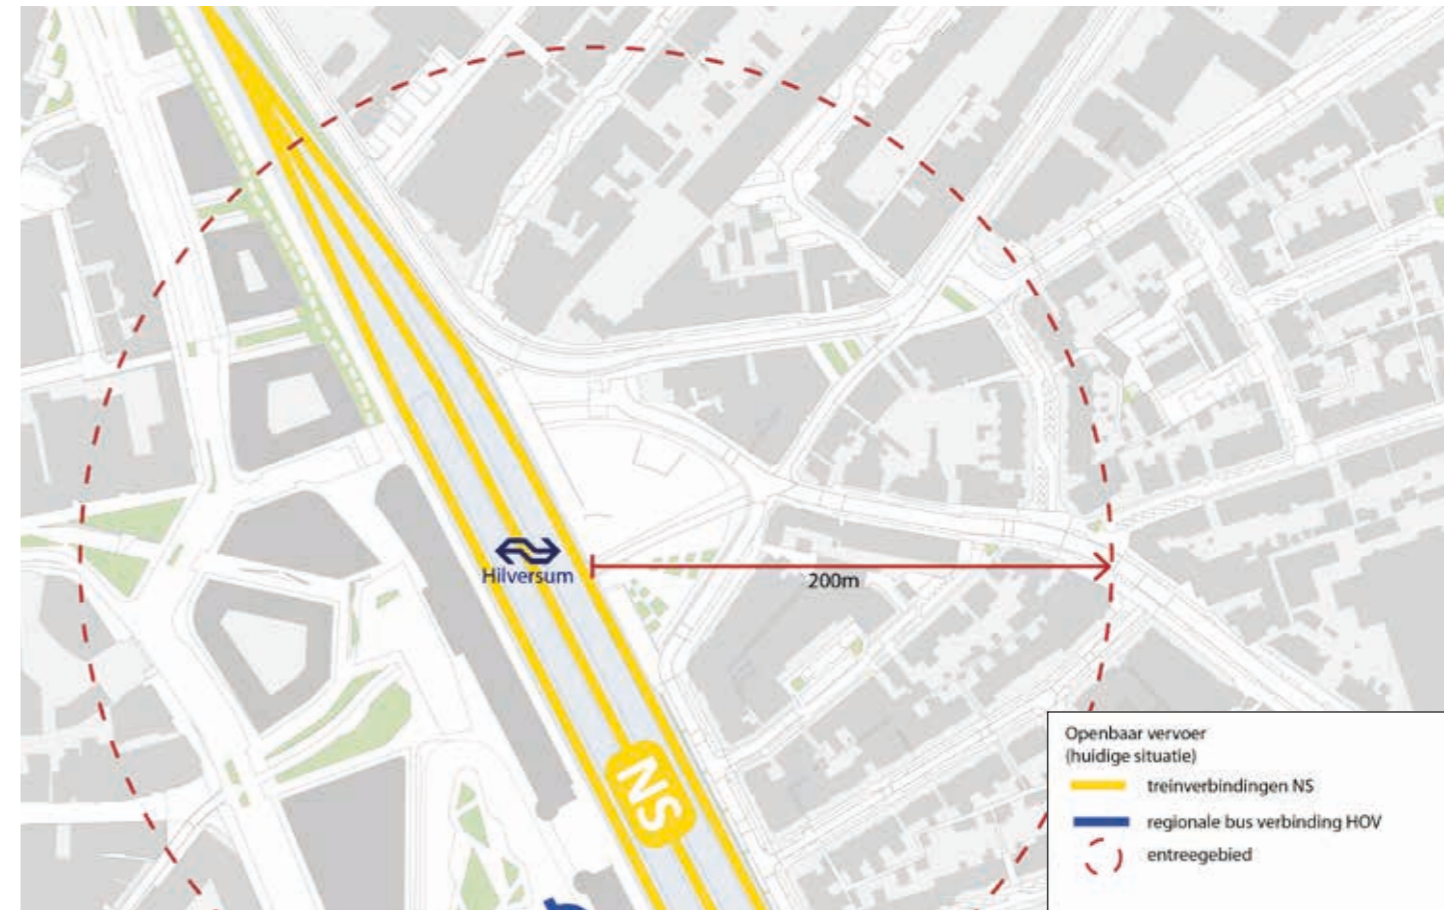 Hilversum
200m
NS
Openbaar vervoer
(huidige situatie)
treinverbindingen NS
regionale bus verbinding HOV
entreegebied